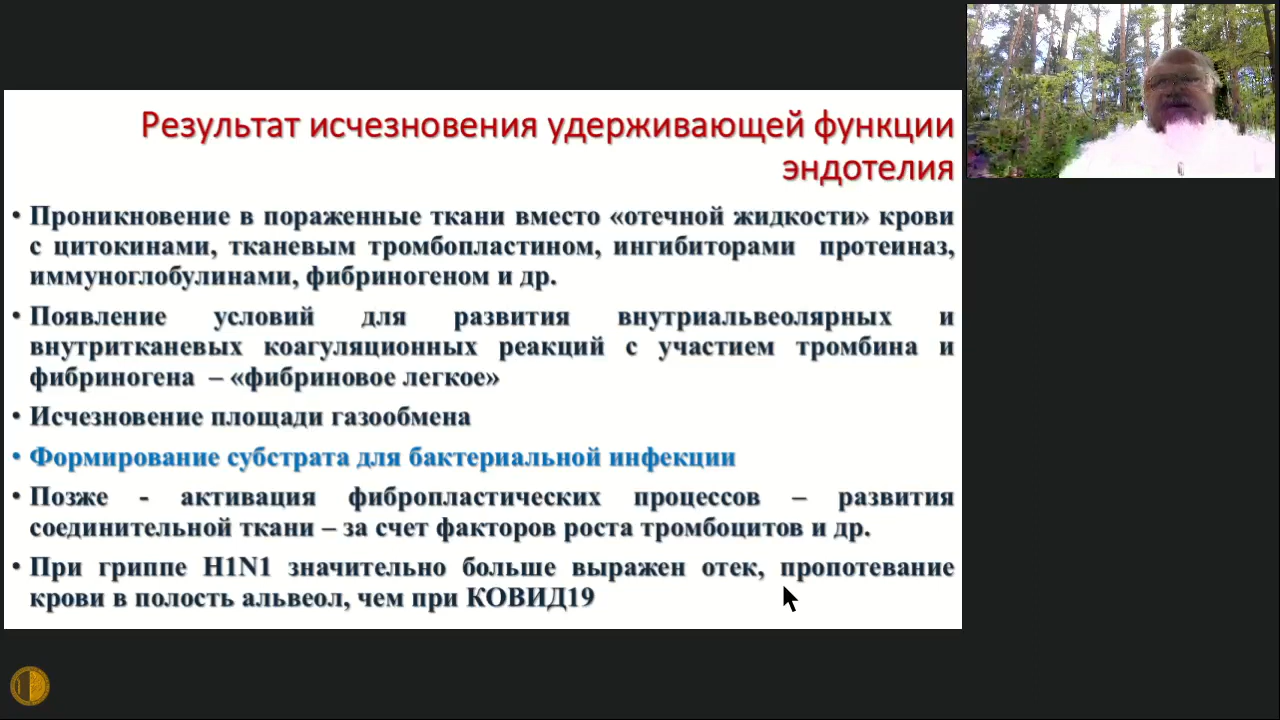 Результат исчезновения удерживающей функции
эндотелия
• Проникновение в пораженные ткани вместо «отечной жидкости» крови
с цитокинами, тканевым тромбопластином, ингибиторами протеиназ,
иммуноглобулинами, фибриногеном и др.
• Появление условий для развития внутриальвеолярных и
внутритканевых коагуляционных реакций с участием тромбина и
фибриногена – «фибриновое легкое»
• Исчезновение площади газообмена
• Формирование субстрата для бактериальной инфекции
• Позже - активация фибропластических процессов – развития
соединительной ткани – за счет факторов роста тромбоцитов и др.
• При гриппе H1N1 значительно больше выражен отек, пропотевание
крови в полость альвеол, чем при КОВИД19